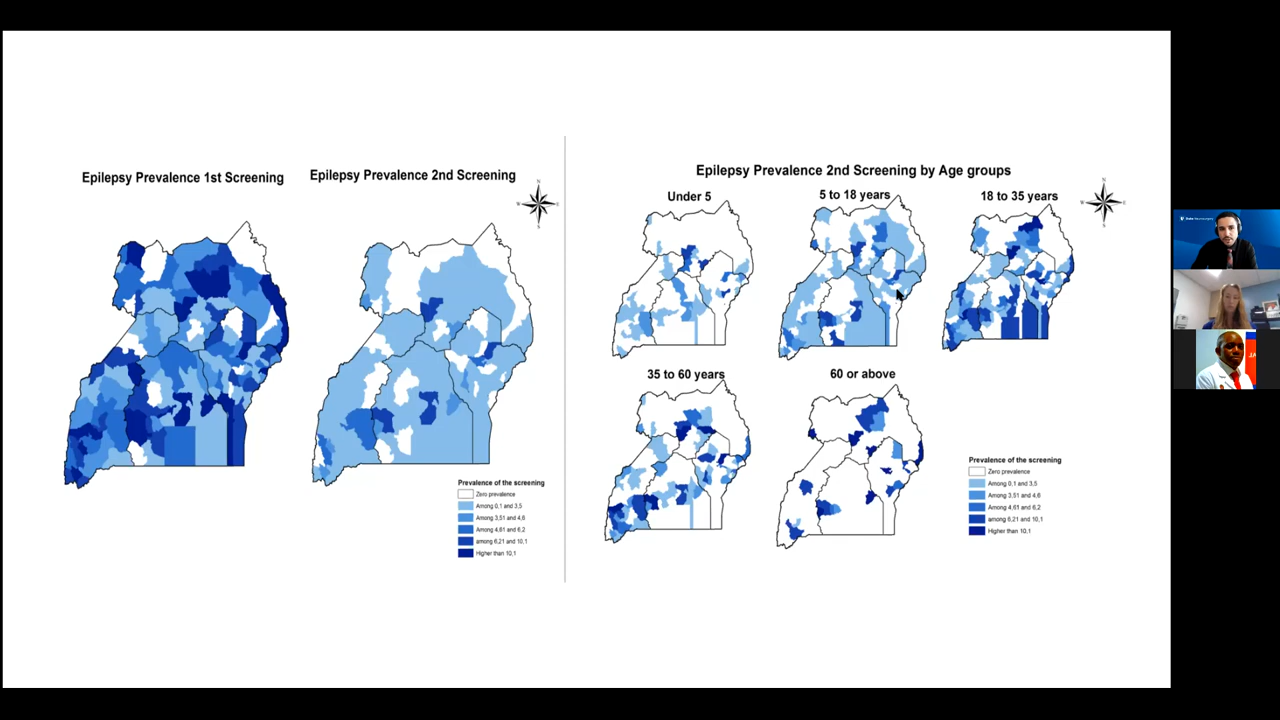 Epilepsy Prevalence 1st Screening
Epilepsy Prevalence 2nd Screening
N
W
E
S
Prevalence of the screening
Zero prevalence
Among 0,1 and 3,5
Among 3,51 and 4,6
Among 4,61 and 6,2
among 6,21 and 10,1
Higher than 10,1
Epilepsy Prevalence 2nd Screening by Age groups
Under 5
5 to 18 years
18 to 35 years
N
W
E
S
35 to 60 years
60 or above
Prevalence of the screening
Zero prevalence
Among 0,1 and 3,5
Among 3,51 and 4,6
Among 4,61 and 6,2
among 6,21 and 10,1
Higher than 10,1
Duke Neurosurgery